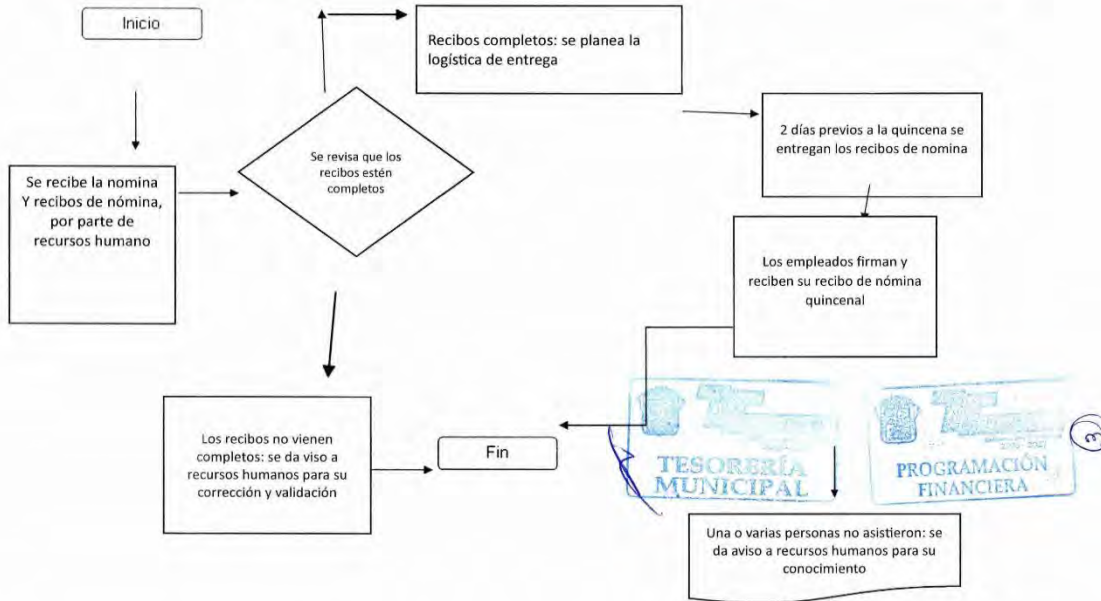 Inicio
Recibos completos: se planea la
logística de entrega
Se revisa que los
recibos estén
completos
2 días previos a la quincena se
entregan los recibos de nomina
Se recibe la nomina
Y recibos de nómina,
por parte de
recursos humano
Los empleados firman y
reciben su recibo de nómina
quincenal
Los recibos no vienen
completos: se da viso a
recursos humanos para su
corrección y validación
Fin
TESORERÍA
MUNICIPAL
PROGRAMACIÓN
FINANCIERA
3
Una o varias personas no asistieron: se
da aviso a recursos humanos para su
conocimiento